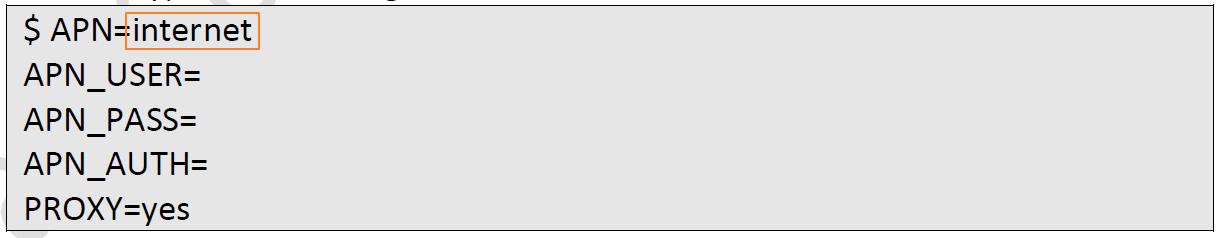 $ APN=internet
APN_USER=
APN_PASS=
APN_AUTH=
PROXY=yes